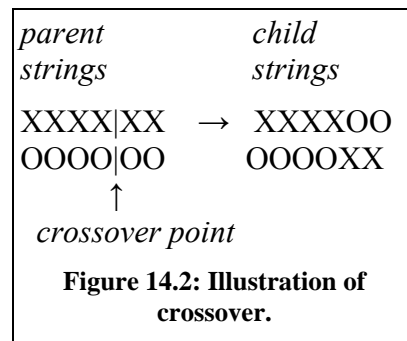 parent child
strings strings
XXXX|XX → XXXXOO
OOOO|OO OOOOXX
↑
crossover point
Figure 14.2: Illustration of
crossover.